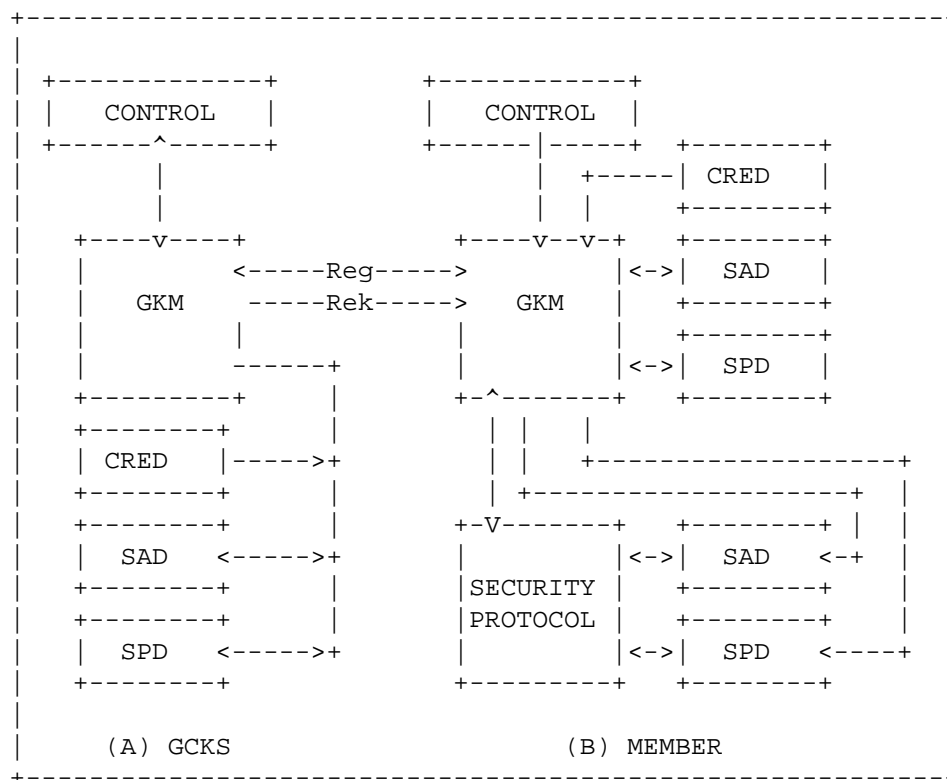 CONTROL CONTROL
CRED
Reg SAD
GKM Rek GKM
SPD
CRED
SAD SAD
SECURITY
PROTOCOL
SPD SPD
(A) GCKS (B) MEMBER